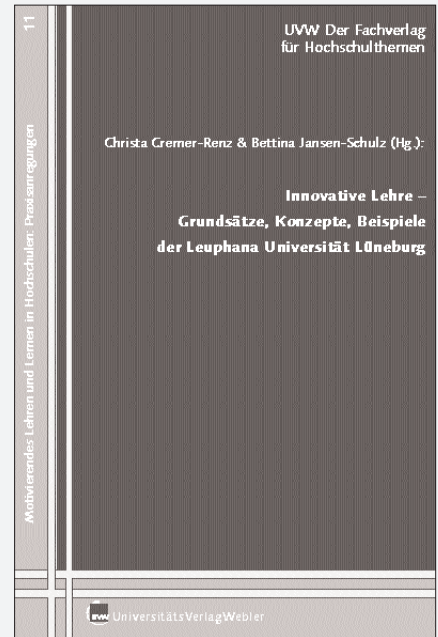 11
Motivierendes Lehren und Lernen in Hochschulen: Praxisanregungen
UVW Der Fachverlag
für Hochschulthemen
Christa Cremer-Renz & Bettina Jansen-Schulz (Hg.):
Innovative Lehre –
Grundsätze, Konzepte, Beispiele
der Leuphana Universität Lüneburg
UVW UniversitätsVerlagWebler